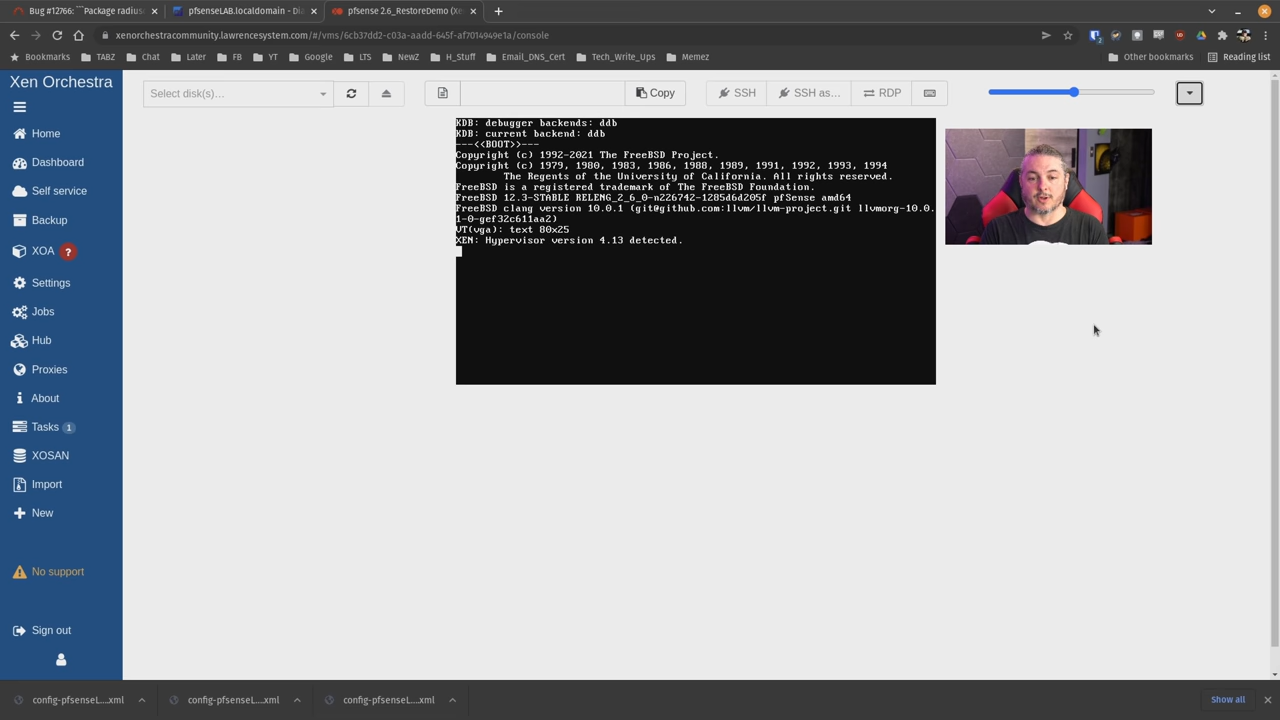 Bug #12766: ```Package radius
pfsenseLAB.localdomain - Dia
pfsense 2.6_RestoreDemo (Xe
xenorchestracommunity.lawrencesystem.com/#/vms/6cb37dd2-c03a-aadd-645f-af7014949e1a/console
Bookmarks
TABZ
Chat
Later
FB
YT
Google
LTS
NewZ
H_Stuff
Email_DNS_Cert
Tech_Write_Ups
Memez
Other bookmarks
Reading list
Xen Orchestra
Home
Dashboard
Self service
Backup
XOA ?
Settings
Jobs
Hub
Proxies
About
Tasks 1
XOSAN
Import
New
No support
Sign out
Select disk(s)…
Copy
SSH
SSH as…
RDP
KDB: debugger backends: ddb
KDB: current backend: ddb
---<<BOOT>>---
Copyright (c) 1992-2021 The FreeBSD Project.
Copyright (c) 1979, 1980, 1983, 1986, 1988, 1989, 1991, 1992, 1993, 1994
The Regents of the University of California. All rights reserved.
FreeBSD is a registered trademark of The FreeBSD Foundation.
FreeBSD 12.3-STABLE RELENG_2_6_0-n226742-1285d6d205f pfSense amd64
FreeBSD clang version 10.0.1 (git@github.com:llvm/llvm-project.git llvmorg-10.0.
1-0-gef32c611aa2)
VT(vga): text 80x25
XEN: Hypervisor version 4.13 detected.
config-pfsenseL....xml
config-pfsenseL....xml
config-pfsenseL....xml
Show all